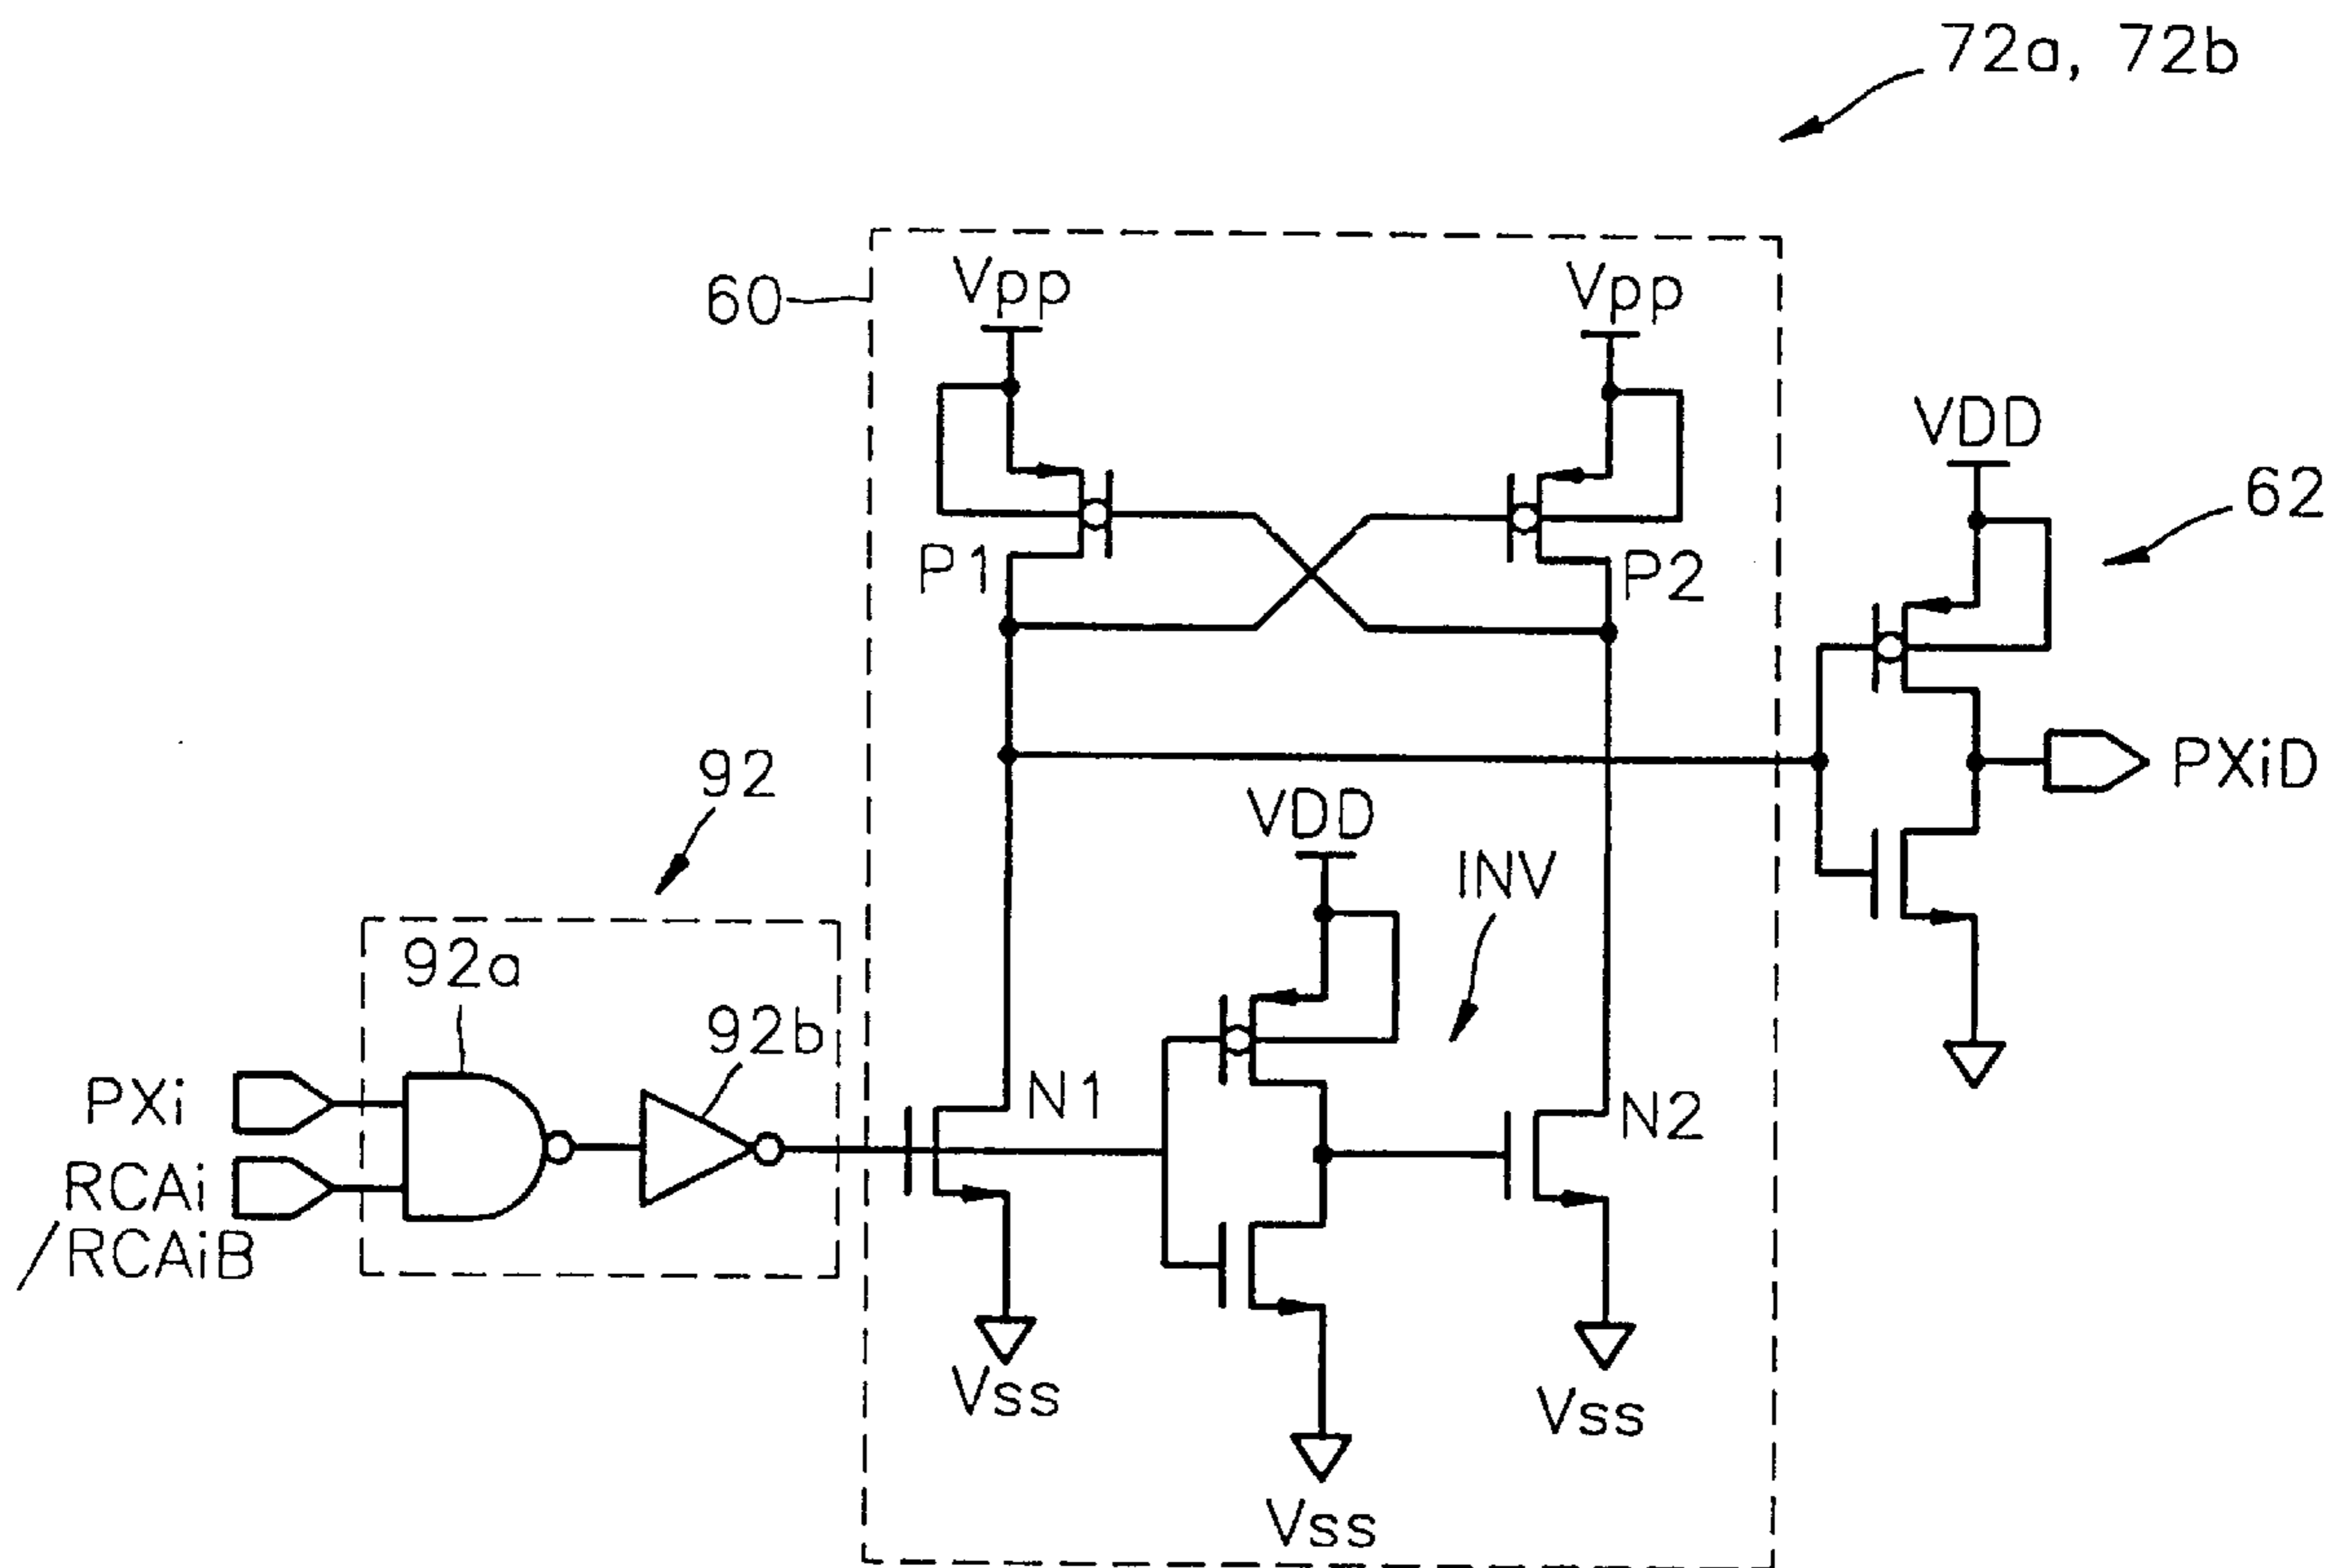 72a, 72b
60
Vpp
Vpp
VDD
62
P1
P2
92
PXiD
VDD
INV
92a
92b
PXi
N1
N2
RCAi
/RCAiB
Vss
Vss
Vss